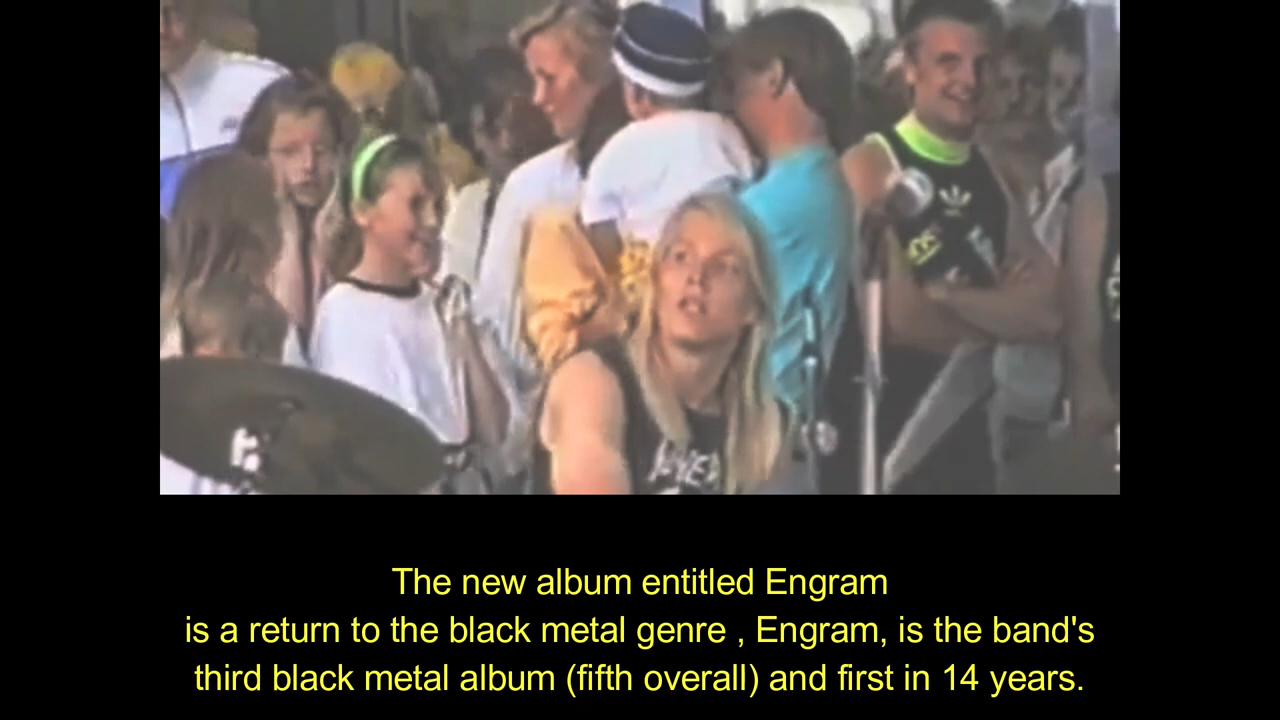 The new album entitled Engram
is a return to the black metal genre , Engram, is the band's
third black metal album (fifth overall) and first in 14 years.